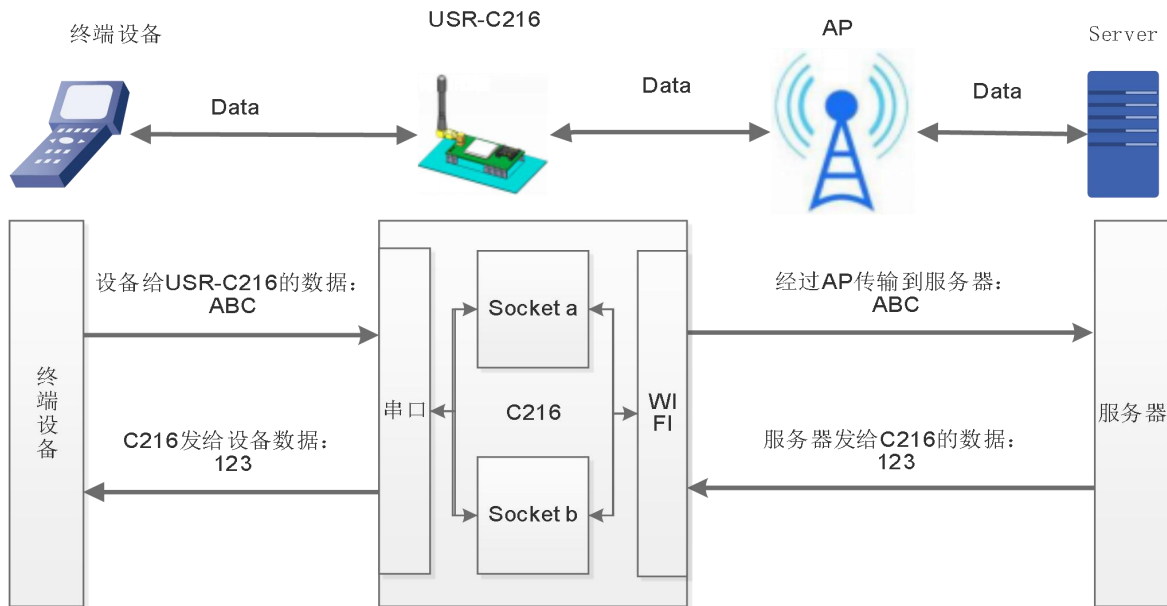 终端设备
USR-C216
AP
Server
Data
Data
Data
设备给USR-C216的数据：
ABC
经过AP传输到服务器：
ABC
Socket a
终端设备
串口
C216
WI
FI
服务器
C216发给设备数据：
123
服务器发给C216的数据：
123
Socket b